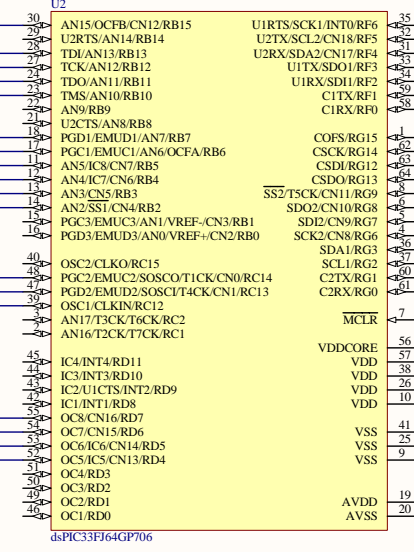 U2
30 AN15/OCFB/CN12/RB15 U1RTS/SCK1/INT0/RF6 35
29 U2RTS/AN14/RB14 U2TX/SCL2/CN18/RF5 32
28 TDI/AN13/RB13 U2RX/SDA2/CN17/RF4 31
27 TCK/AN12/RB12 U1TX/SDO1/RF3 33
24 TDO/AN11/RB11 U1RX/SDI1/RF2 34
23 TMS/AN10/RB10 C1TX/RF1 59
22 AN9/RB9 C1RX/RF0 58
21 U2CTS/AN8/RB8
18 PGD1/EMUD1/AN7/RB7 COFS/RG15 1
17 PGC1/EMUC1/AN6/OCFA/RB6 CSCK/RG14 62
11 AN5/IC8/CN7/RB5 CSDI/RG12 63
12 AN4/IC7/CN6/RB4 CSDO/RG13 64
13 AN3/CN5/RB3 SS2/T5CK/CN11/RG9 8
14 AN2/SS1/CN4/RB2 SDO2/CN10/RG8 6
15 PGC3/EMUC3/AN1/VREF-/CN3/RB1 SDI2/CN9/RG7 5
16 PGD3/EMUD3/AN0/VREF+/CN2/RB0 SCK2/CN8/RG6 4
SDA1/RG3 36
40 OSC2/CLKO/RC15 SCL1/RG2 37
48 PGC2/EMUC2/SOSCO/T1CK/CN0/RC14 C2TX/RG1 60
47 PGD2/EMUD2/SOSCI/T4CK/CN1/RC13 C2RX/RG0 61
39 OSC1/CLKIN/RC12
3 AN17/T3CK/T6CK/RC2 MCLR 7
2 AN16/T2CK/T7CK/RC1
VDDCORE 56
45 IC4/INT4/RD11 VDD 57
44 IC3/INT3/RD10 VDD 38
43 IC2/U1CTS/INT2/RD9 VDD 26
42 IC1/INT1/RD8 VDD 10
55 OC8/CN16/RD7
54 OC7/CN15/RD6 VSS 41
53 OC6/IC6/CN14/RD5 VSS 25
52 OC5/IC5/CN13/RD4 VSS 9
51 OC4/RD3
50 OC3/RD2
49 OC2/RD1 AVDD 19
46 OC1/RD0 AVSS 20
dsPIC33FJ64GP706